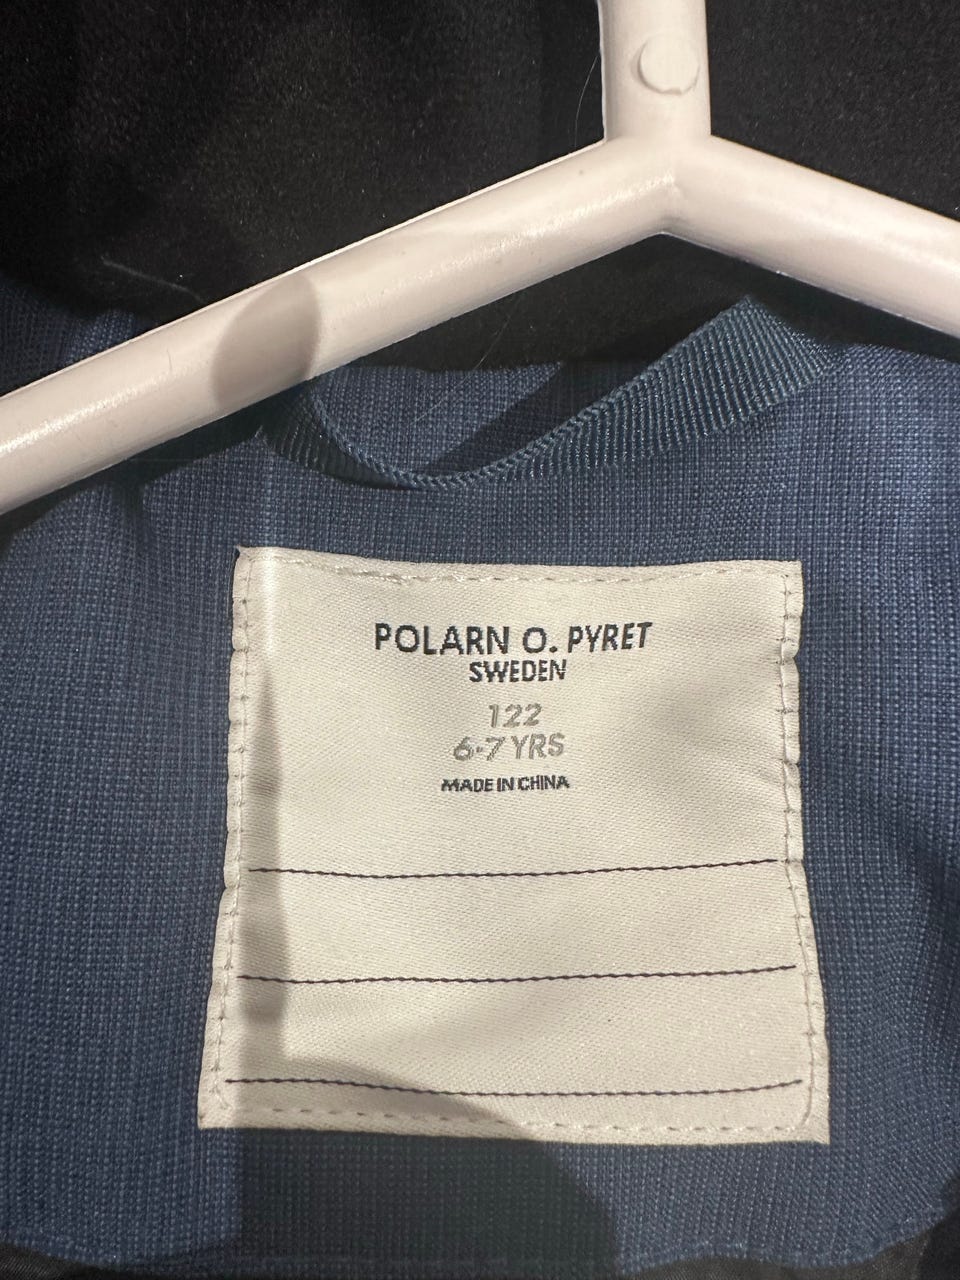 POLARN O. PYRET
SWEDEN
122
6-7 YRS
MADE IN CHINA